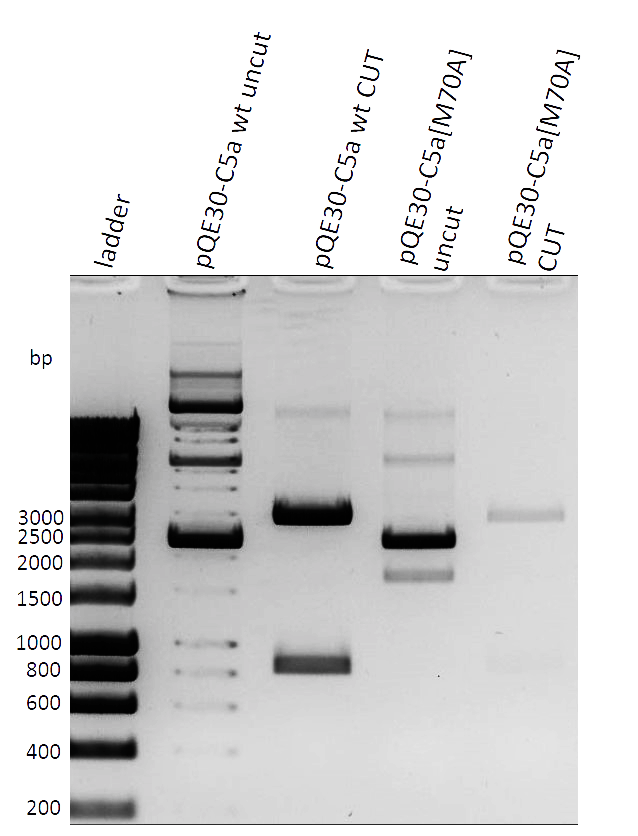 ladder
pQE30-C5a wt uncut
pQE30-C5a wt CUT
pQE30-C5a[M70A]
uncut
pQE30-C5a[M70A]
CUT
bp
3000
2500
2000
1500
1000
800
600
400
200